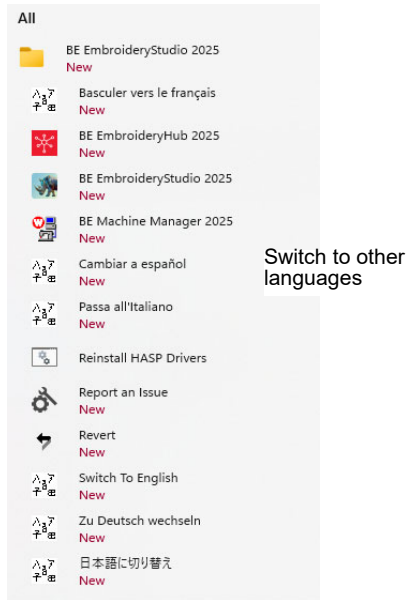 All
BE EmbroideryStudio 2025
New
Basculer vers le français
New
BE EmbroideryHub 2025
New
BE EmbroideryStudio 2025
New
BE Machine Manager 2025
New
Cambiar a español
New
Passa all'Italiano
New
Reinstall HASP Drivers
Report an Issue
New
Revert
New
Switch To English
New
Zu Deutsch wechseln
New
日本語に切り替え
New
Switch to other
languages